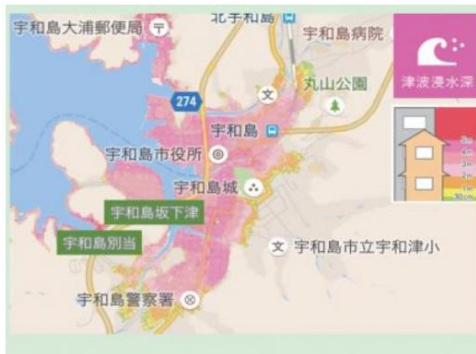 宇和島大浦郵便局
北宇和島
宇和島病院
津波浸水深
丸山公園
274
文
宇和島
宇和島市役所
宇和島城
宇和島坂下津
宇和島別当
文
宇和島市立宇和津小
宇和島警察署